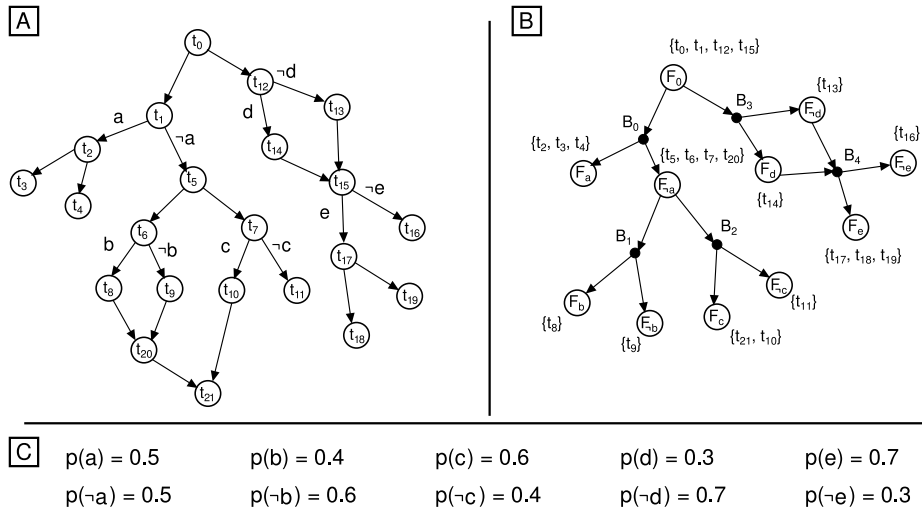 A
t0
¬d
t12
d
t13
t1
a
¬a
t2
t14
t3
t4
t5
t15
¬e
e
t6
t7
t16
b
¬b
c
¬c
t17
t8
t9
t10
t11
t19
t18
t20
t21
B
{t0, t1, t12, t15}
F0
{t13}
B3
F¬d
B0
{t2, t3, t4}
{t5, t6, t7, t20}
B4
{t16}
Fa
F¬a
Fd
F¬e
{t14}
Fe
B1
B2
{t17, t18, t19}
Fb
F¬b
Fc
F¬c
{t11}
{t8}
{t9}
{t21, t10}
C
p(a) = 0.5 p(b) = 0.4 p(c) = 0.6 p(d) = 0.3 p(e) = 0.7
p(¬a) = 0.5 p(¬b) = 0.6 p(¬c) = 0.4 p(¬d) = 0.7 p(¬e) = 0.3